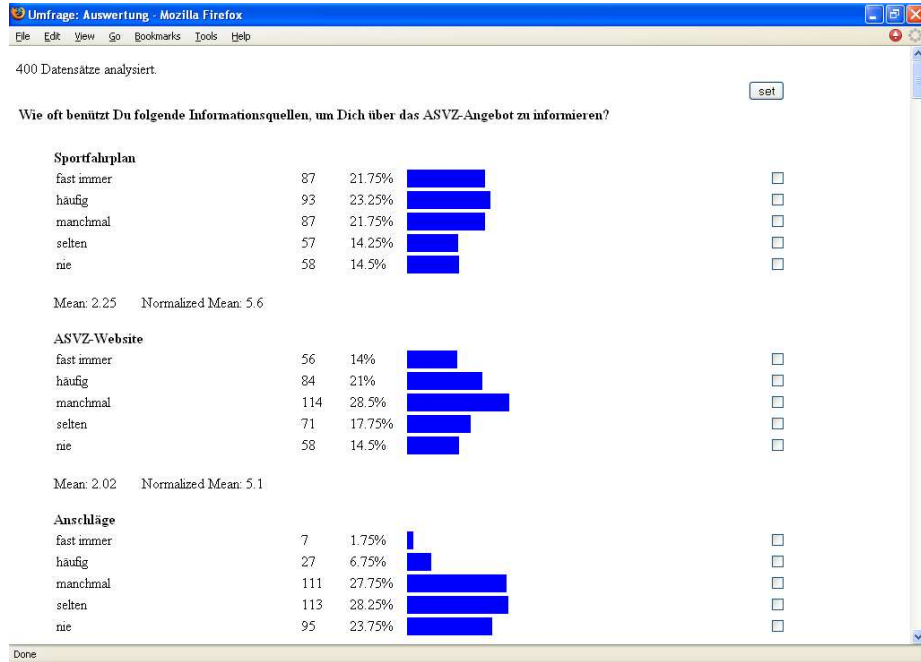 Umfrage: Auswertung - Mozilla Firefox
File Edit View Go Bookmarks Tools Help
400 Datensätze analysiert.
set
Wie oft benützt Du folgende Informationsquellen, um Dich über das ASVZ-Angebot zu informieren?
Sportfahrplan
fast immer 87 21.75%
häufig 93 23.25%
manchmal 87 21.75%
selten 57 14.25%
nie 58 14.5%
Mean: 2.25 Normalized Mean: 5.6
ASVZ-Website
fast immer 56 14%
häufig 84 21%
manchmal 114 28.5%
selten 71 17.75%
nie 58 14.5%
Mean: 2.02 Normalized Mean: 5.1
Anschläge
fast immer 7 1.75%
häufig 27 6.75%
manchmal 111 27.75%
selten 113 28.25%
nie 95 23.75%
Done